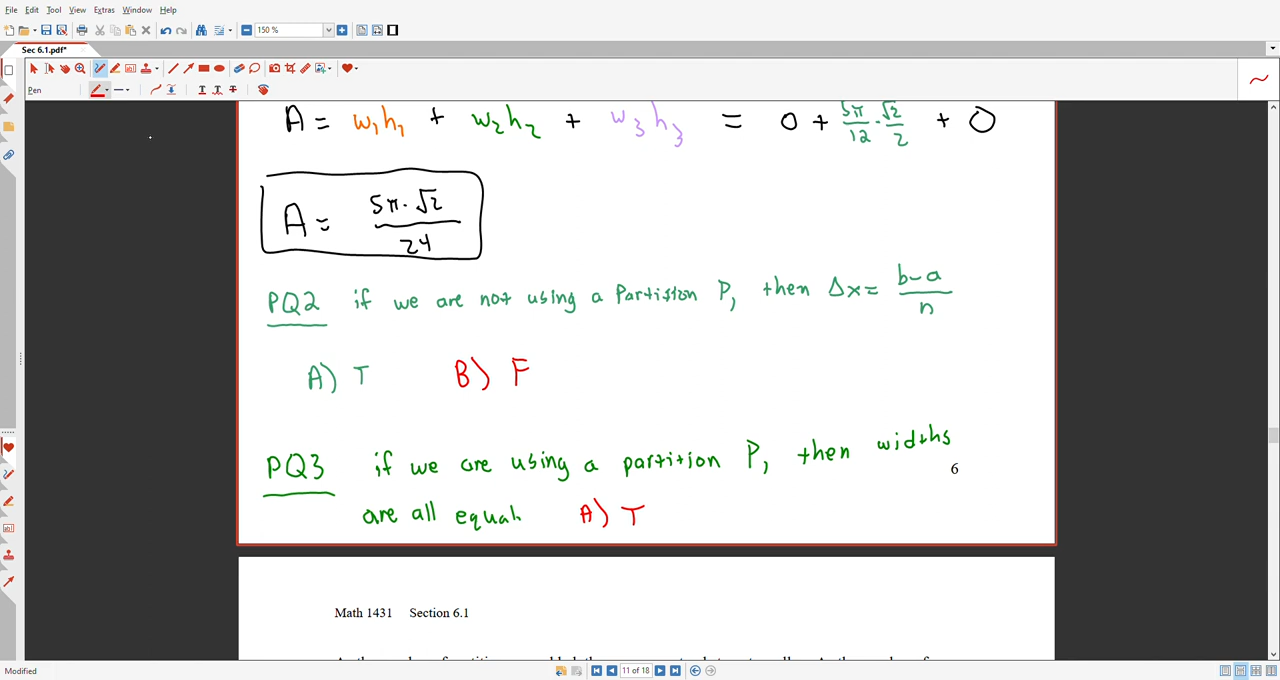 File Edit Tool View Extras Window Help
150 %
Sec 6.1.pdf*
Pen
A = w₁h₁ + w₂h₂ + w₃h₃ = 0 + 5π/12 · √2/2 + 0
A = 5π·√2/24
PQ2 if we are not using a Partision P, then Δx = b-a/n
A) T B) F
PQ3 if we are using a partition P, then widths
6
are all equal A) T
Math 1431 Section 6.1
Modified
11 of 18